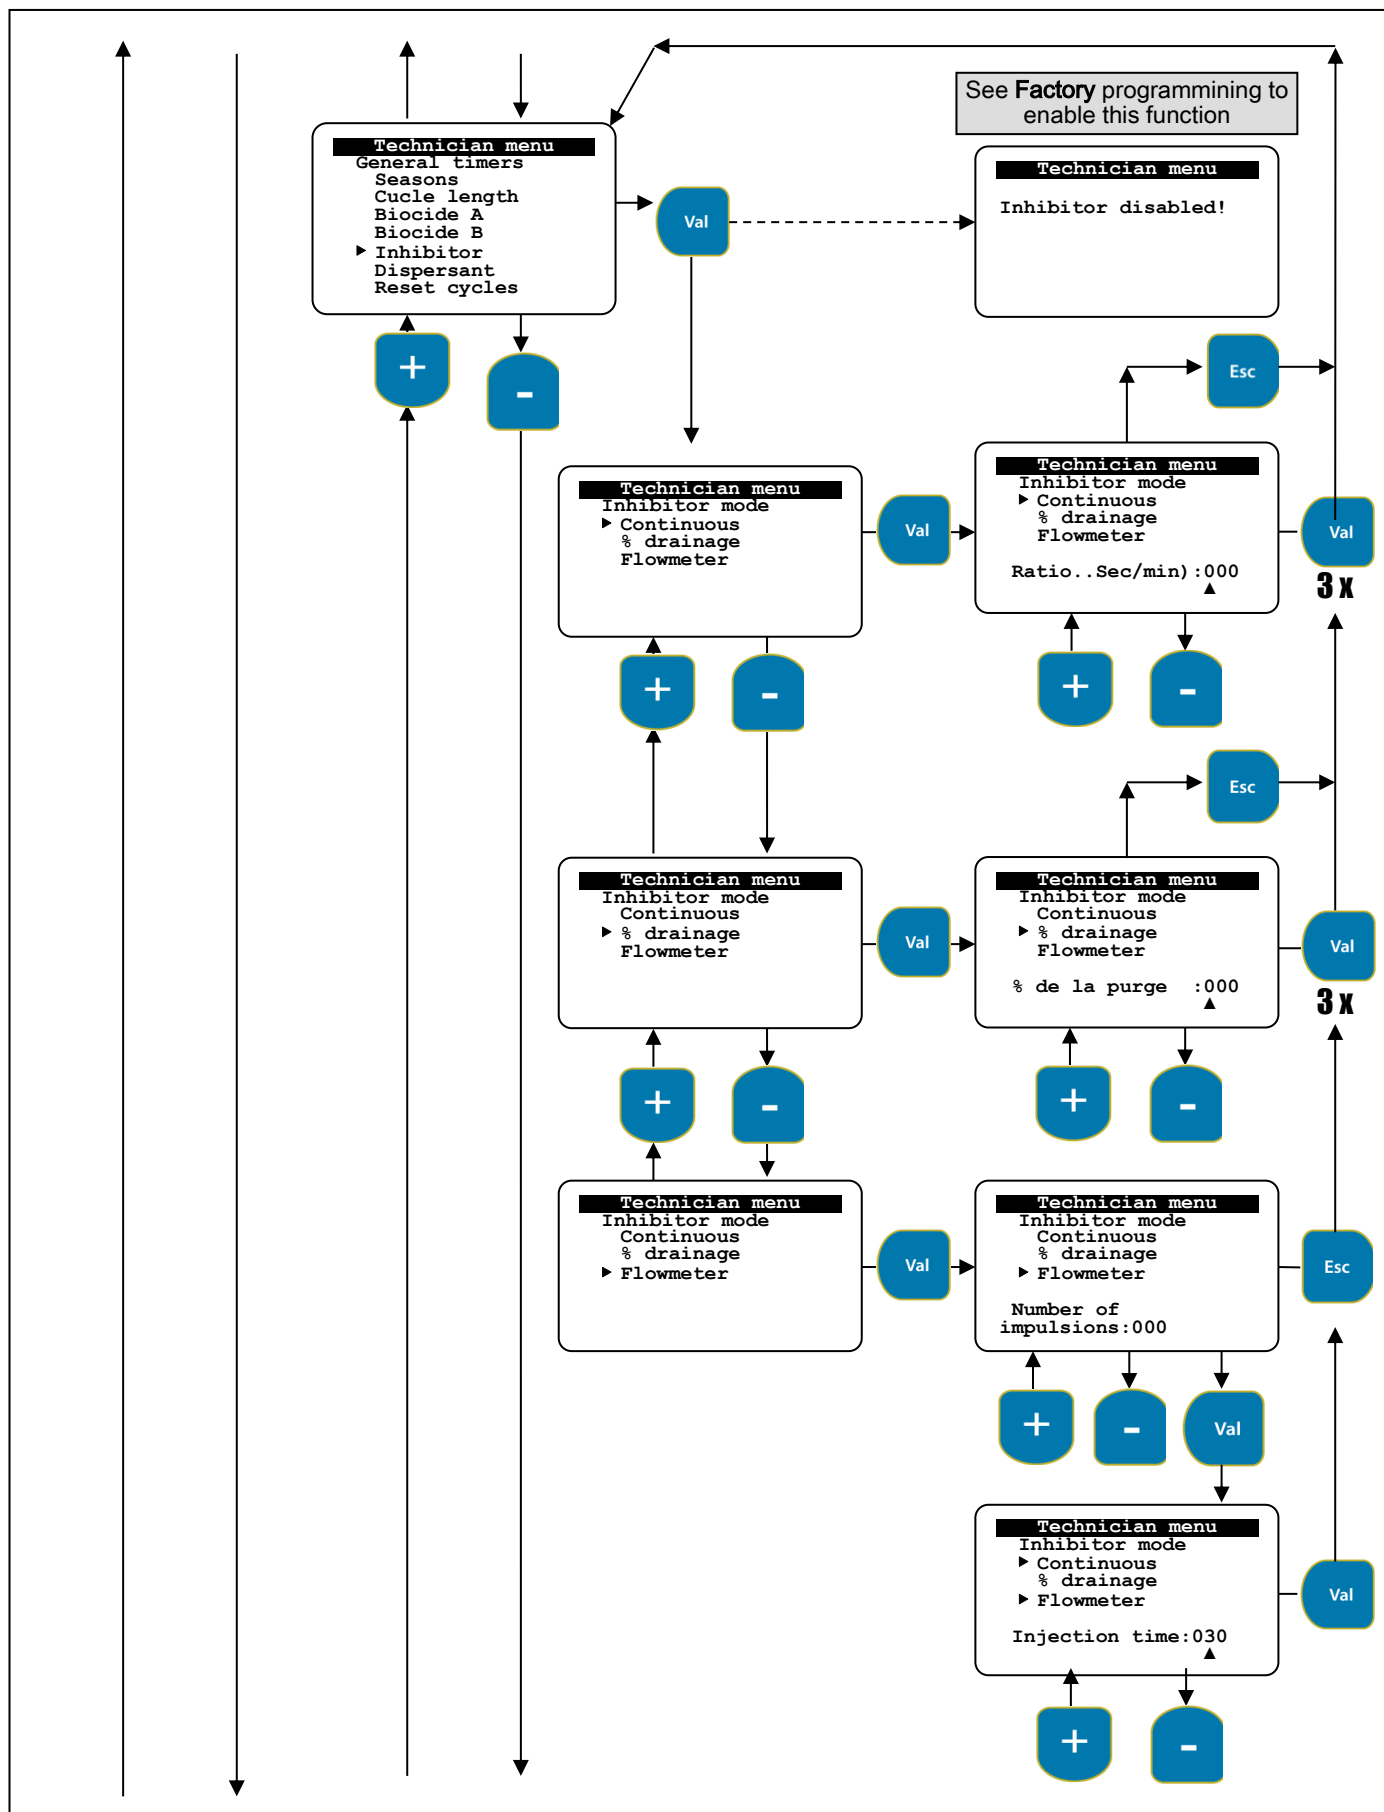 See Factory programmining to
enable this function
Technician menu
General timers
Seasons
Cucle length
Biocide A
Biocide B
Inhibitor
Dispersant
Reset cycles
Val
Technician menu
Inhibitor disabled!
+
-
Esc
Technician menu
Inhibitor mode
Continuous
% drainage
Flowmeter
Val
Technician menu
Inhibitor mode
Continuous
% drainage
Flowmeter
Ratio..Sec/min):000
Val
3 x
+
-
+
-
Esc
Technician menu
Inhibitor mode
Continuous
% drainage
Flowmeter
Val
Technician menu
Inhibitor mode
Continuous
% drainage
Flowmeter
% de la purge :000
Val
3 x
+
-
+
-
Technician menu
Inhibitor mode
Continuous
% drainage
Flowmeter
Val
Technician menu
Inhibitor mode
Continuous
% drainage
Flowmeter
Number of
impulsions:000
Esc
+
-
Val
Technician menu
Inhibitor mode
Continuous
% drainage
Flowmeter
Injection time:030
Val
+
-